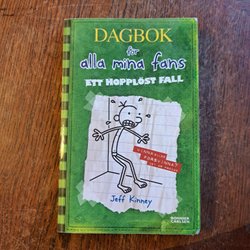 DAGBOK
för
alla mina fans
ETT HOPPLÖST FALL
Jeff Kinney
BONNIER
CARLSEN